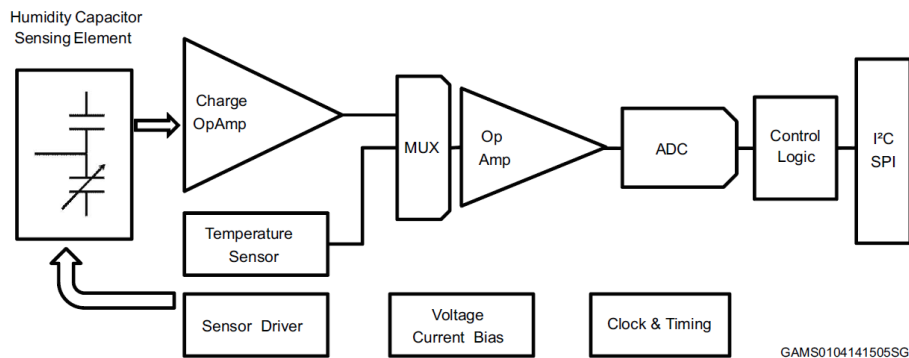 Humidity Capacitor
Sensing Element
Charge
OpAmp
MUX
Op
Amp
ADC
Control
Logic
I²C
SPI
Temperature
Sensor
Sensor Driver
Voltage
Current Bias
Clock & Timing
GAMS0104141505SG